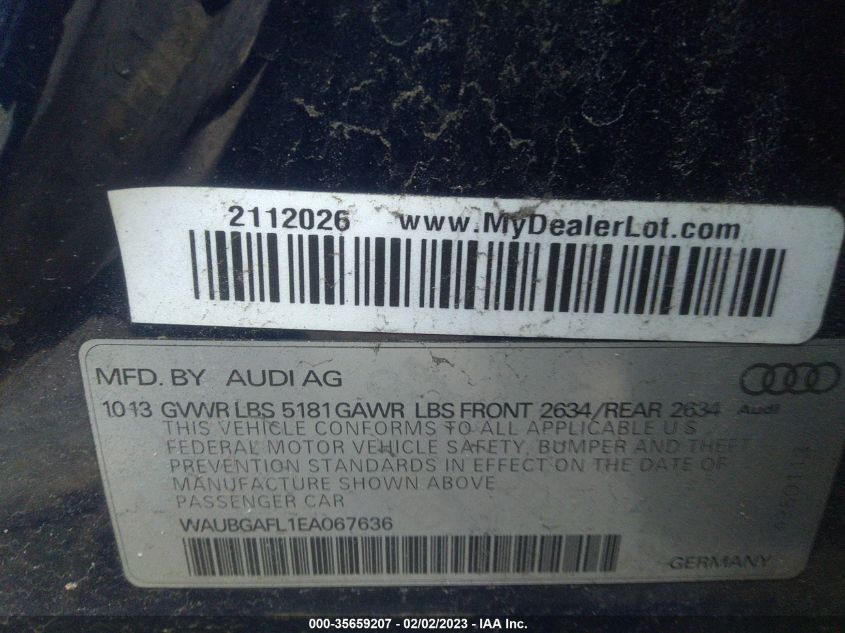 2112026 www.MyDealerLot.com
MFD. BY AUDI AG
1013 GVWR LBS 5181 GAWR LBS FRONT 2634/REAR 2634 Audi
THIS VEHICLE CONFORMS TO ALL APPLICABLE U S
FEDERAL MOTOR VEHICLE SAFETY, BUMPER AND THEFT
PREVENTION STANDARDS IN EFFECT ON THE DATE OF
MANUFACTURE SHOWN ABOVE
PASSENGER CAR
WAUBGAFL1EA067636
GERMANY
000-35659207 - 02/02/2023 - © IAA Inc.